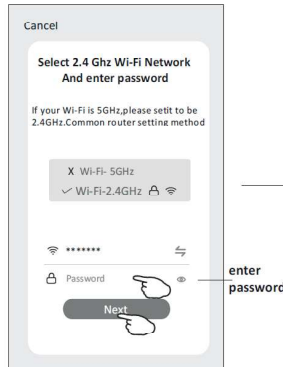 Cancel
Select 2.4 Ghz Wi-Fi Network
And enter password
If your Wi-Fi is 5GHz,please setit to be
2.4GHz.Common router setting method
X Wi-Fi- 5GHz
✓ Wi-Fi-2.4GHz
*******
Password
Next
enter
password